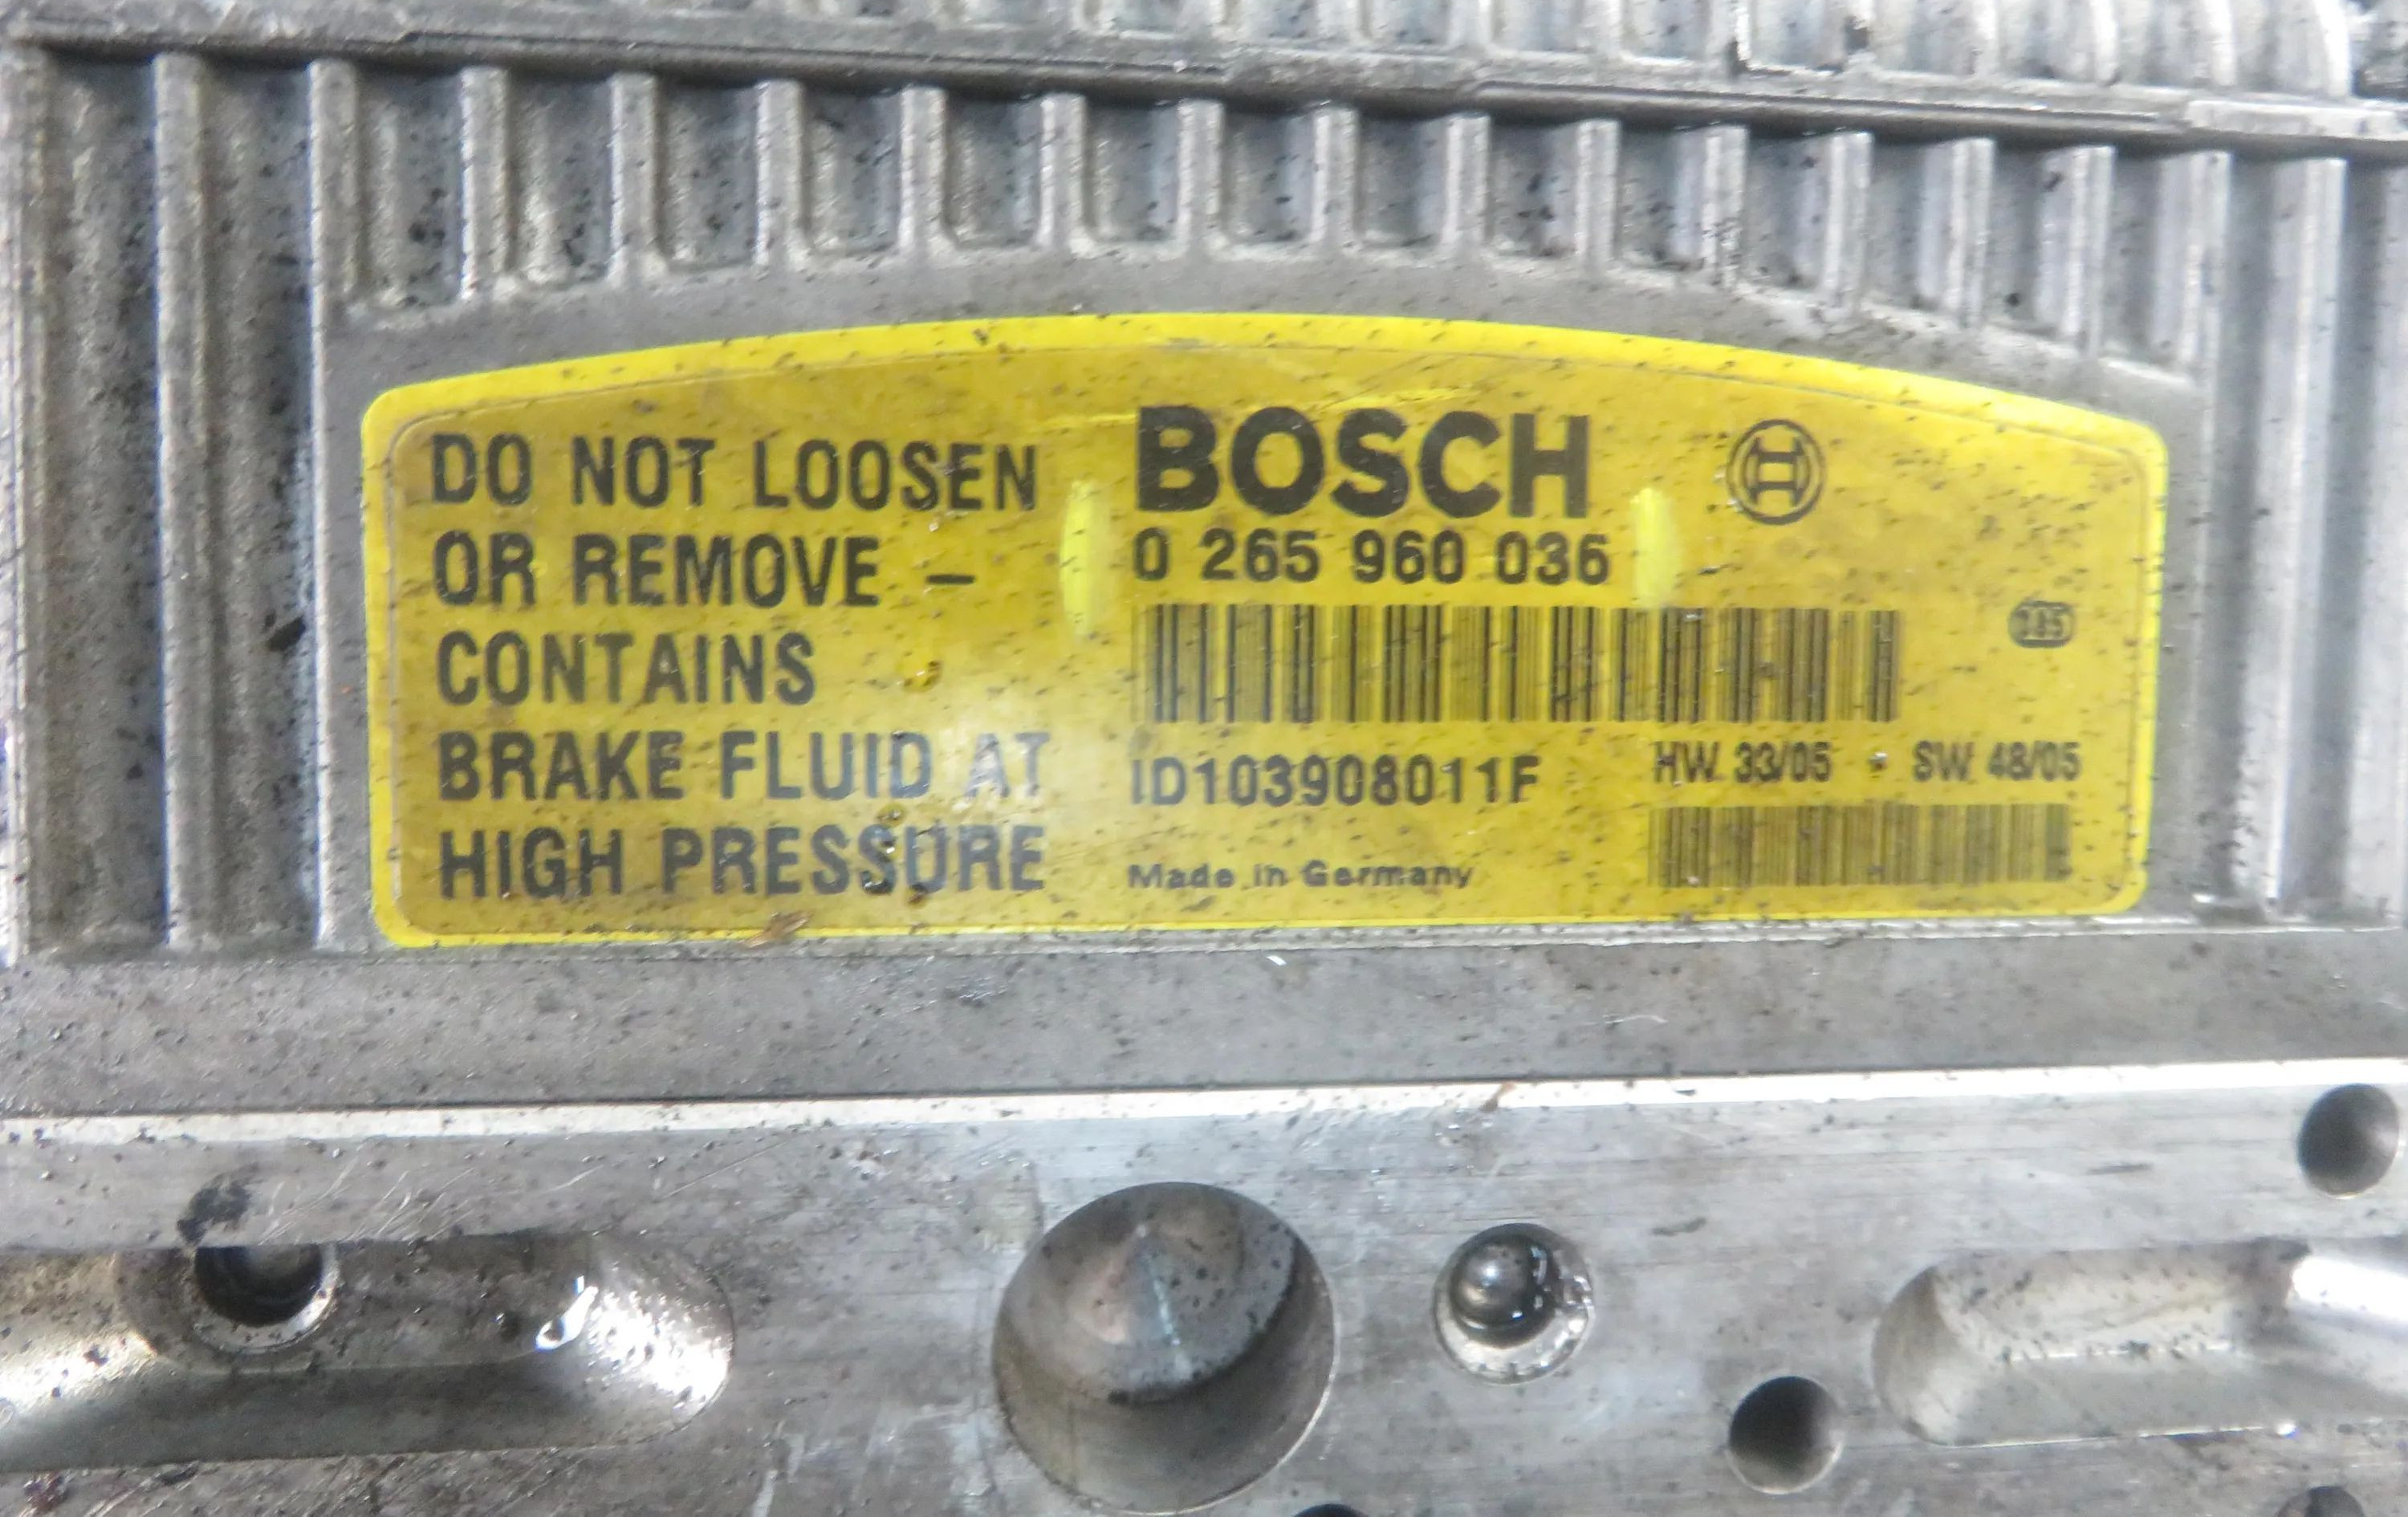 DO NOT LOOSEN
OR REMOVE –
CONTAINS
BRAKE FLUID AT
HIGH PRESSURE
BOSCH
0 265 960 036
ID103908011F
HW 33/05 • SW 48/05
Made in Germany